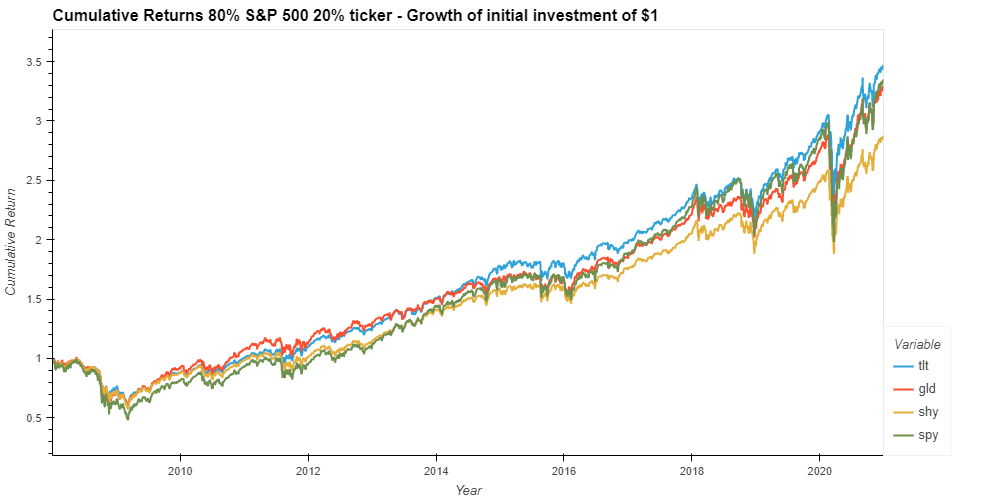 Cumulative Returns 80% S&P 500 20% ticker - Growth of initial investment of $1
3.5
3
2.5
2
1.5
1
0.5
Cumulative Return
2010
2012
2014
2016
2018
2020
Year
Variable
tlt
gld
shy
spy